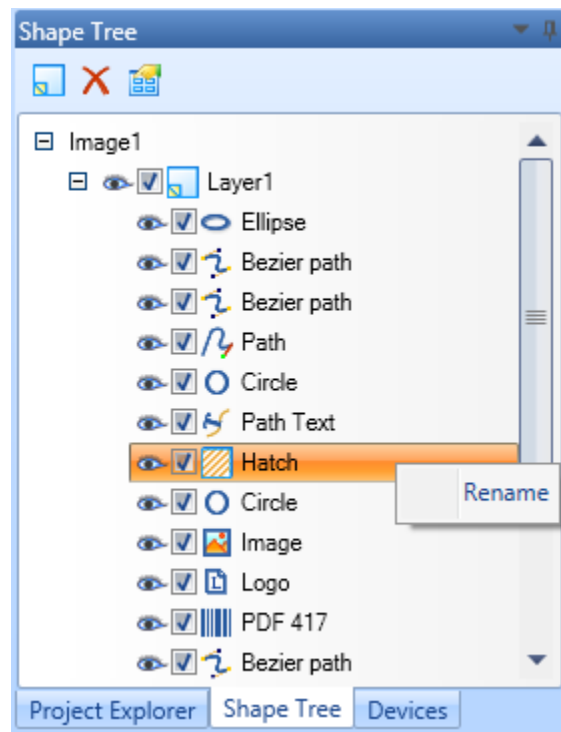 Shape Tree
Image1
Layer1
Ellipse
Bezier path
Bezier path
Path
Circle
Path Text
Hatch
Rename
Circle
Image
Logo
PDF 417
Bezier path
Project Explorer Shape Tree Devices